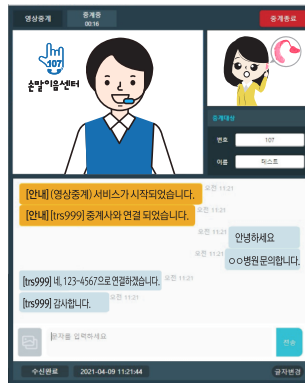 영상중계
중계중
00:16
중계종료
107
손말이음센터
중계대상
번호
107
이름
테스트
[안내] (영상중계) 서비스가 시작되었습니다.
오전 11:21
[안내] [trs999] 중계사와 연결 되었습니다.
오전 11:21
오전 11:21
안녕하세요
오전 11:21
ㅇㅇ병원 문의합니다.
[trs999] 네, 123-4567으로 연결하겠습니다.
오전 11:21
[trs999] 감사합니다.
오전 11:21
문자를 입력하세요
전송
수신완료
2021-04-09 11:21:44
글자변경